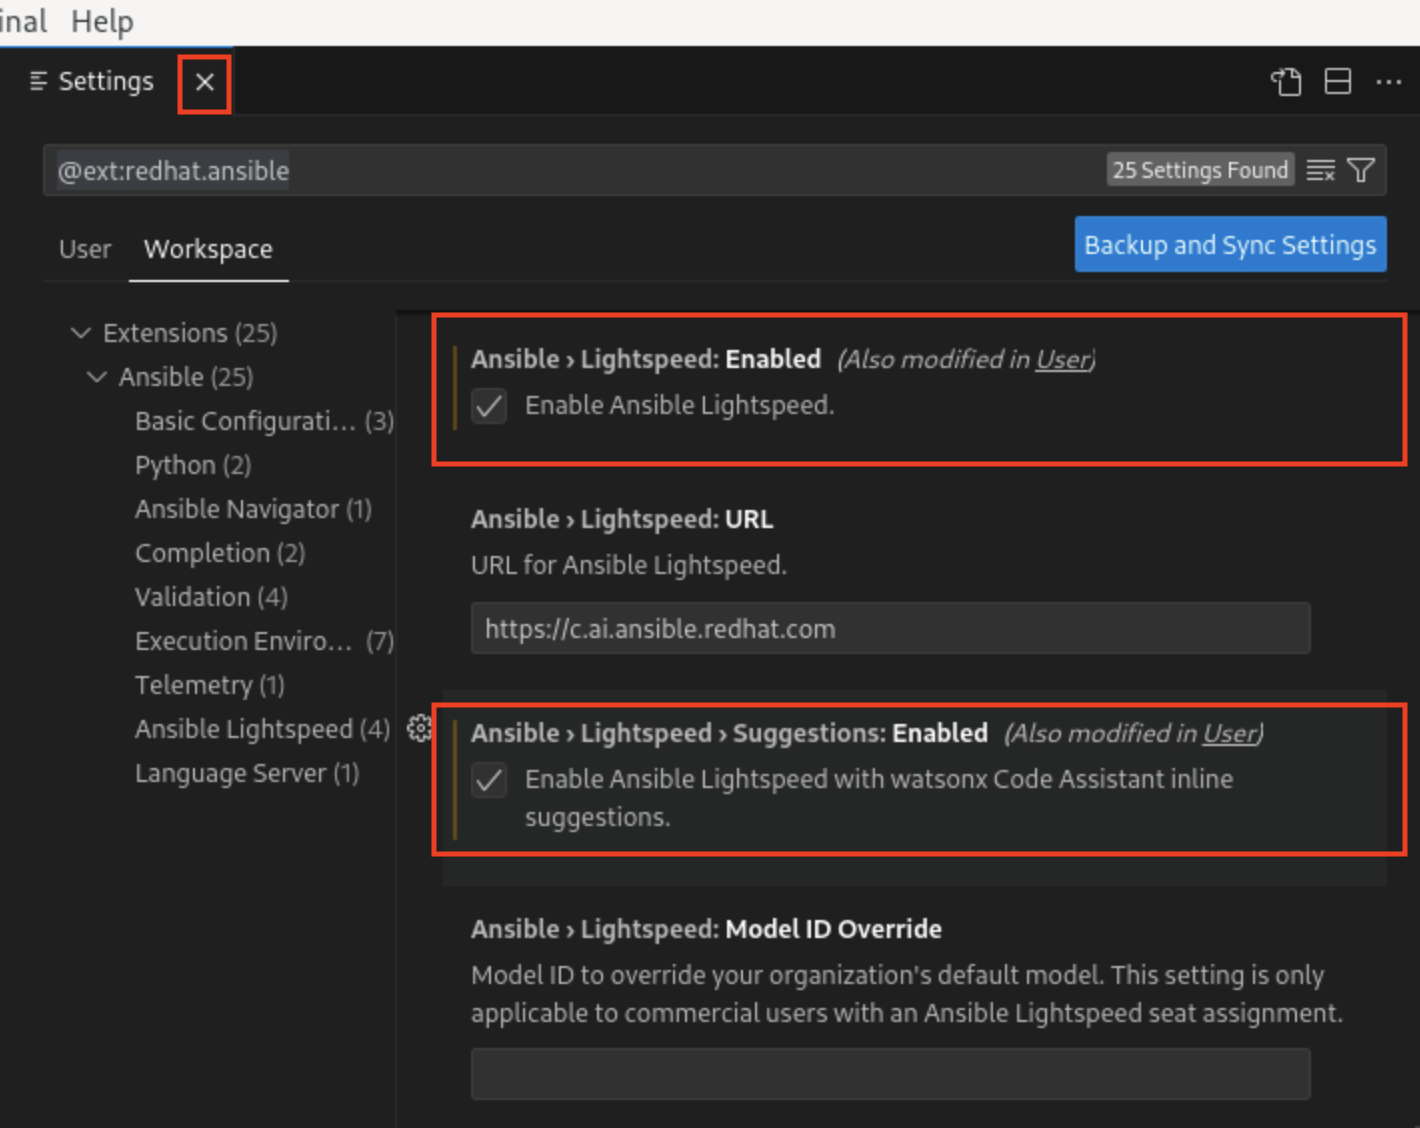 inal Help
Settings
@ext:redhat.ansible
25 Settings Found
User Workspace
Backup and Sync Settings
Extensions (25)
Ansible (25)
Basic Configurati... (3)
Python (2)
Ansible Navigator (1)
Completion (2)
Validation (4)
Execution Enviro... (7)
Telemetry (1)
Ansible Lightspeed (4)
Language Server (1)
Ansible › Lightspeed: Enabled (Also modified in User)
Enable Ansible Lightspeed.
Ansible › Lightspeed: URL
URL for Ansible Lightspeed.
https://c.ai.ansible.redhat.com
Ansible › Lightspeed › Suggestions: Enabled (Also modified in User)
Enable Ansible Lightspeed with watsonx Code Assistant inline
suggestions.
Ansible › Lightspeed: Model ID Override
Model ID to override your organization's default model. This setting is only
applicable to commercial users with an Ansible Lightspeed seat assignment.